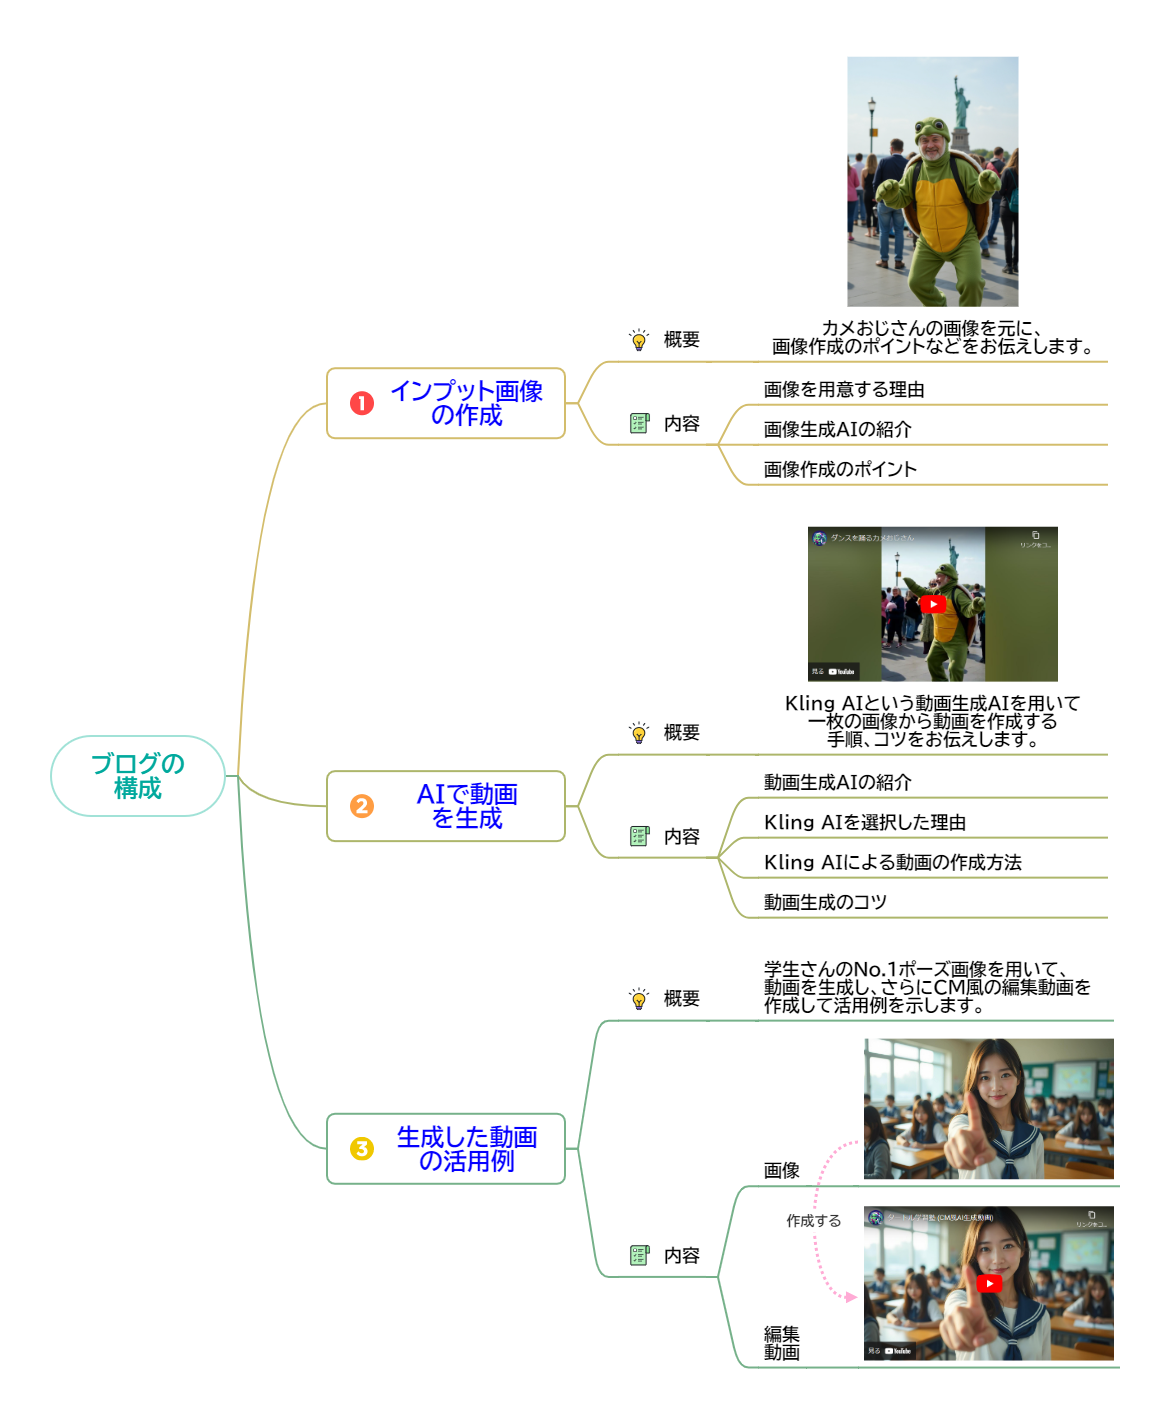 ブログの
構成
1
インプット画像
の作成
概要
カメおじさんの画像を元に、
画像作成のポイントなどをお伝えします。
内容
画像を用意する理由
画像生成AIの紹介
画像作成のポイント
2
AIで動画
を生成
ダンスを踊るカメおじさん
リンクをコ...
見る YouTube
概要
Kling AIという動画生成AIを用いて
一枚の画像から動画を作成する
手順、コツをお伝えします。
内容
動画生成AIの紹介
Kling AIを選択した理由
Kling AIによる動画の作成方法
動画生成のコツ
3
生成した動画
の活用例
概要
学生さんのNo.1ポーズ画像を用いて、
動画を生成し、さらにCM風の編集動画を
作成して活用例を示します。
内容
画像
作成する
タートル学習塾 (CM風AI生成動画)
リンクをコ...
見る YouTube
編集
動画